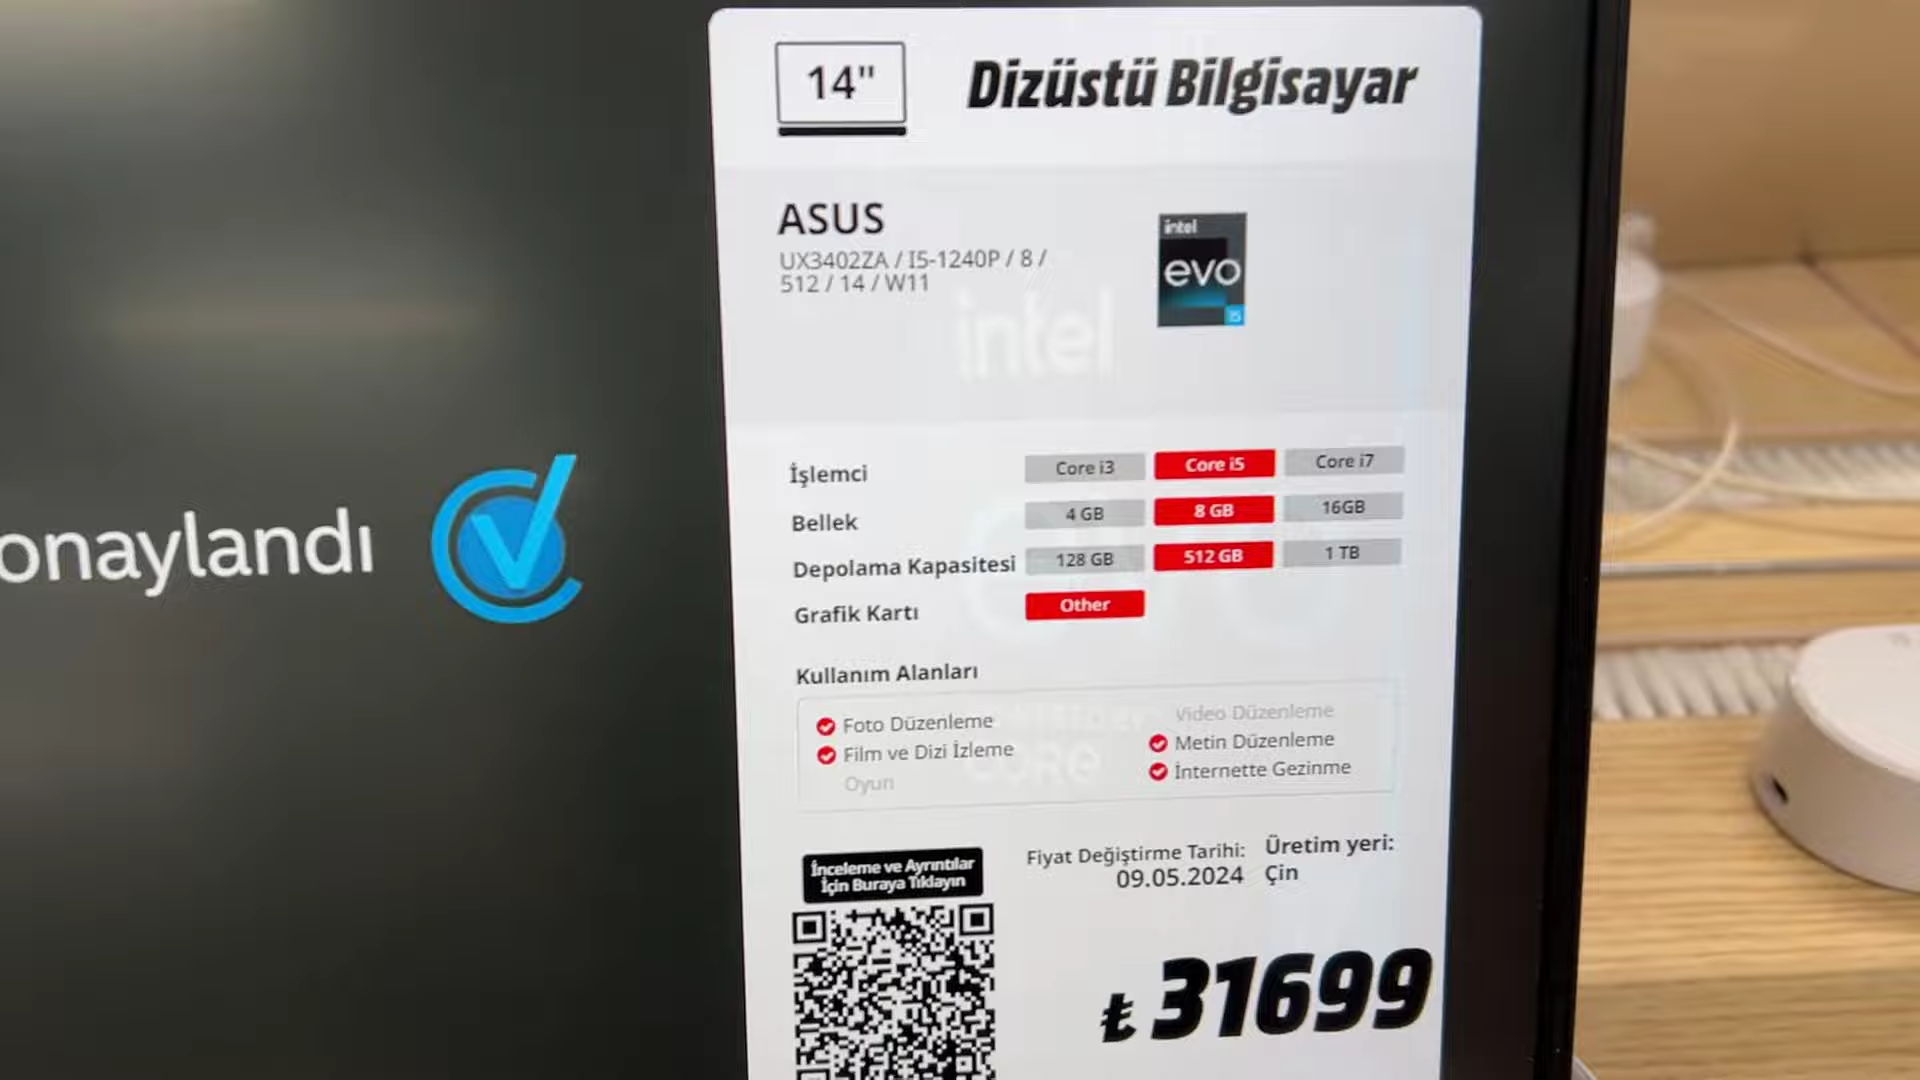 14"
Dizüstü Bilgisayar
ASUS
UX3402ZA / I5-1240P / 8 /
512 / 14 / W11
intel
evo
i5
intel
onaylandı
İşlemci
Core i3
Core i5
Core i7
Bellek
4 GB
8 GB
16GB
Depolama Kapasitesi
128 GB
512 GB
1 TB
Grafik Kartı
Other
Kullanım Alanları
Foto Düzenleme
Video Düzenleme
Film ve Dizi İzleme
Metin Düzenleme
Oyun
İnternette Gezinme
CORe
İnceleme ve Ayrıntılar
İçin Buraya Tıklayın
Fiyat Değiştirme Tarihi:
09.05.2024
Üretim yeri:
Çin
₺ 31699